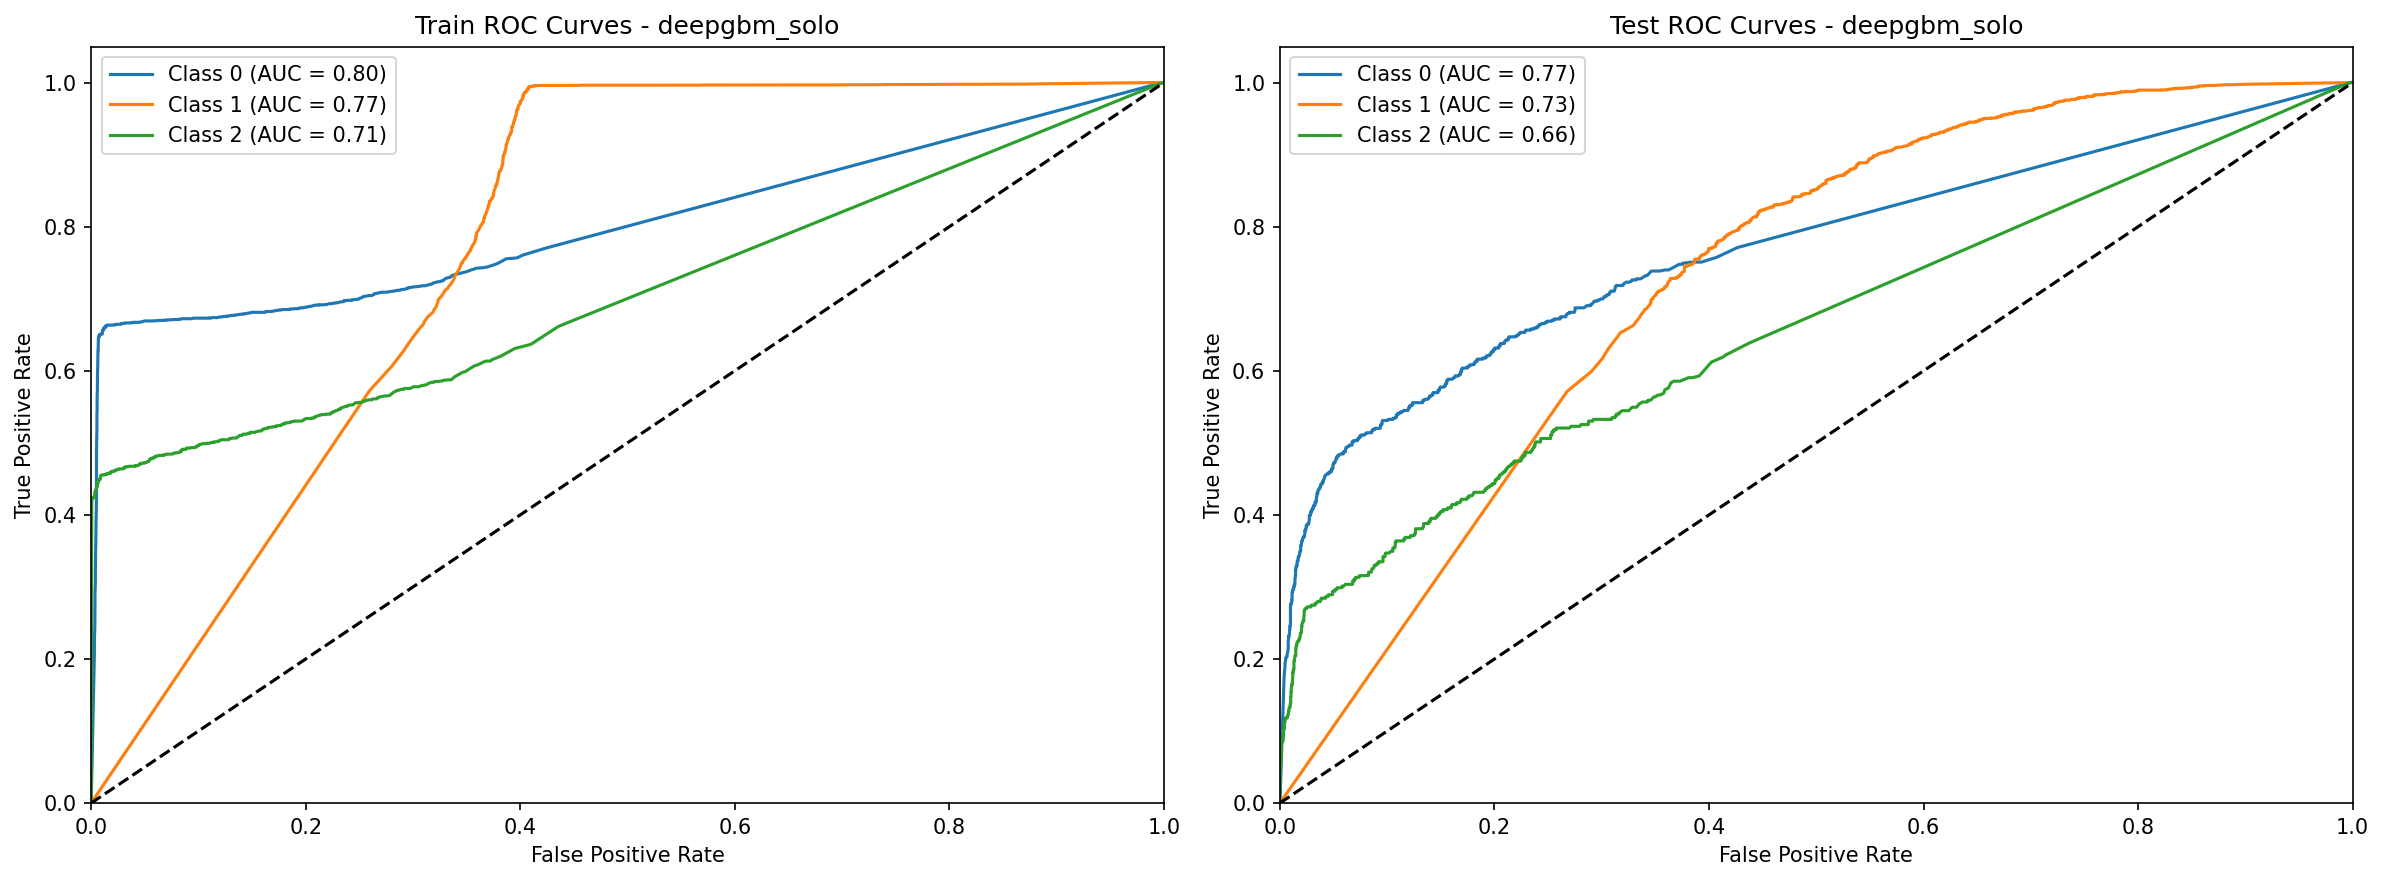 Train ROC Curves - deepgbm_solo
Class 0 (AUC = 0.80)
Class 1 (AUC = 0.77)
Class 2 (AUC = 0.71)
True Positive Rate
1.0
0.8
0.6
0.4
0.2
0.0
0.0 0.2 0.4 0.6 0.8 1.0
False Positive Rate
Test ROC Curves - deepgbm_solo
Class 0 (AUC = 0.77)
Class 1 (AUC = 0.73)
Class 2 (AUC = 0.66)
True Positive Rate
1.0
0.8
0.6
0.4
0.2
0.0
0.0 0.2 0.4 0.6 0.8 1.0
False Positive Rate